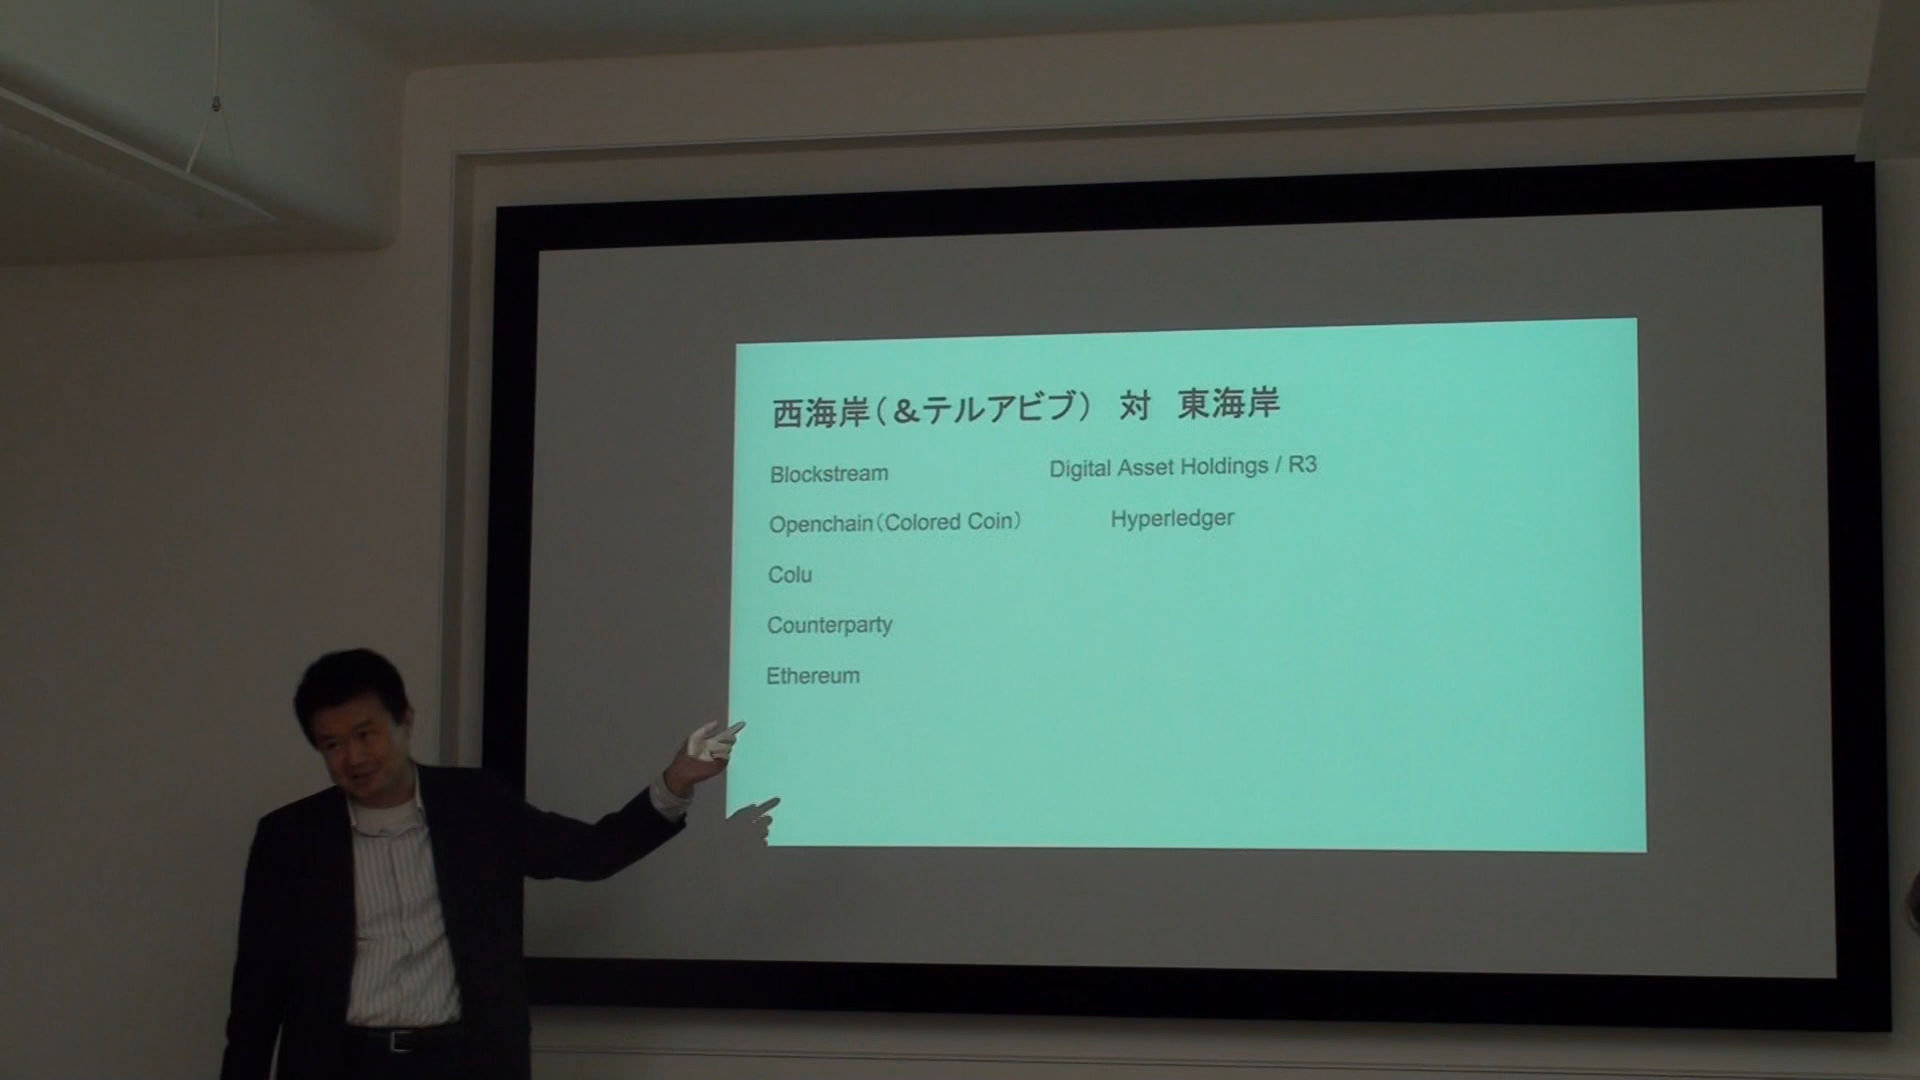 西海岸(&テルアビブ) 対 東海岸
Blockstream Digital Asset Holdings / R3
Openchain(Colored Coin) Hyperledger
Colu
Counterparty
Ethereum